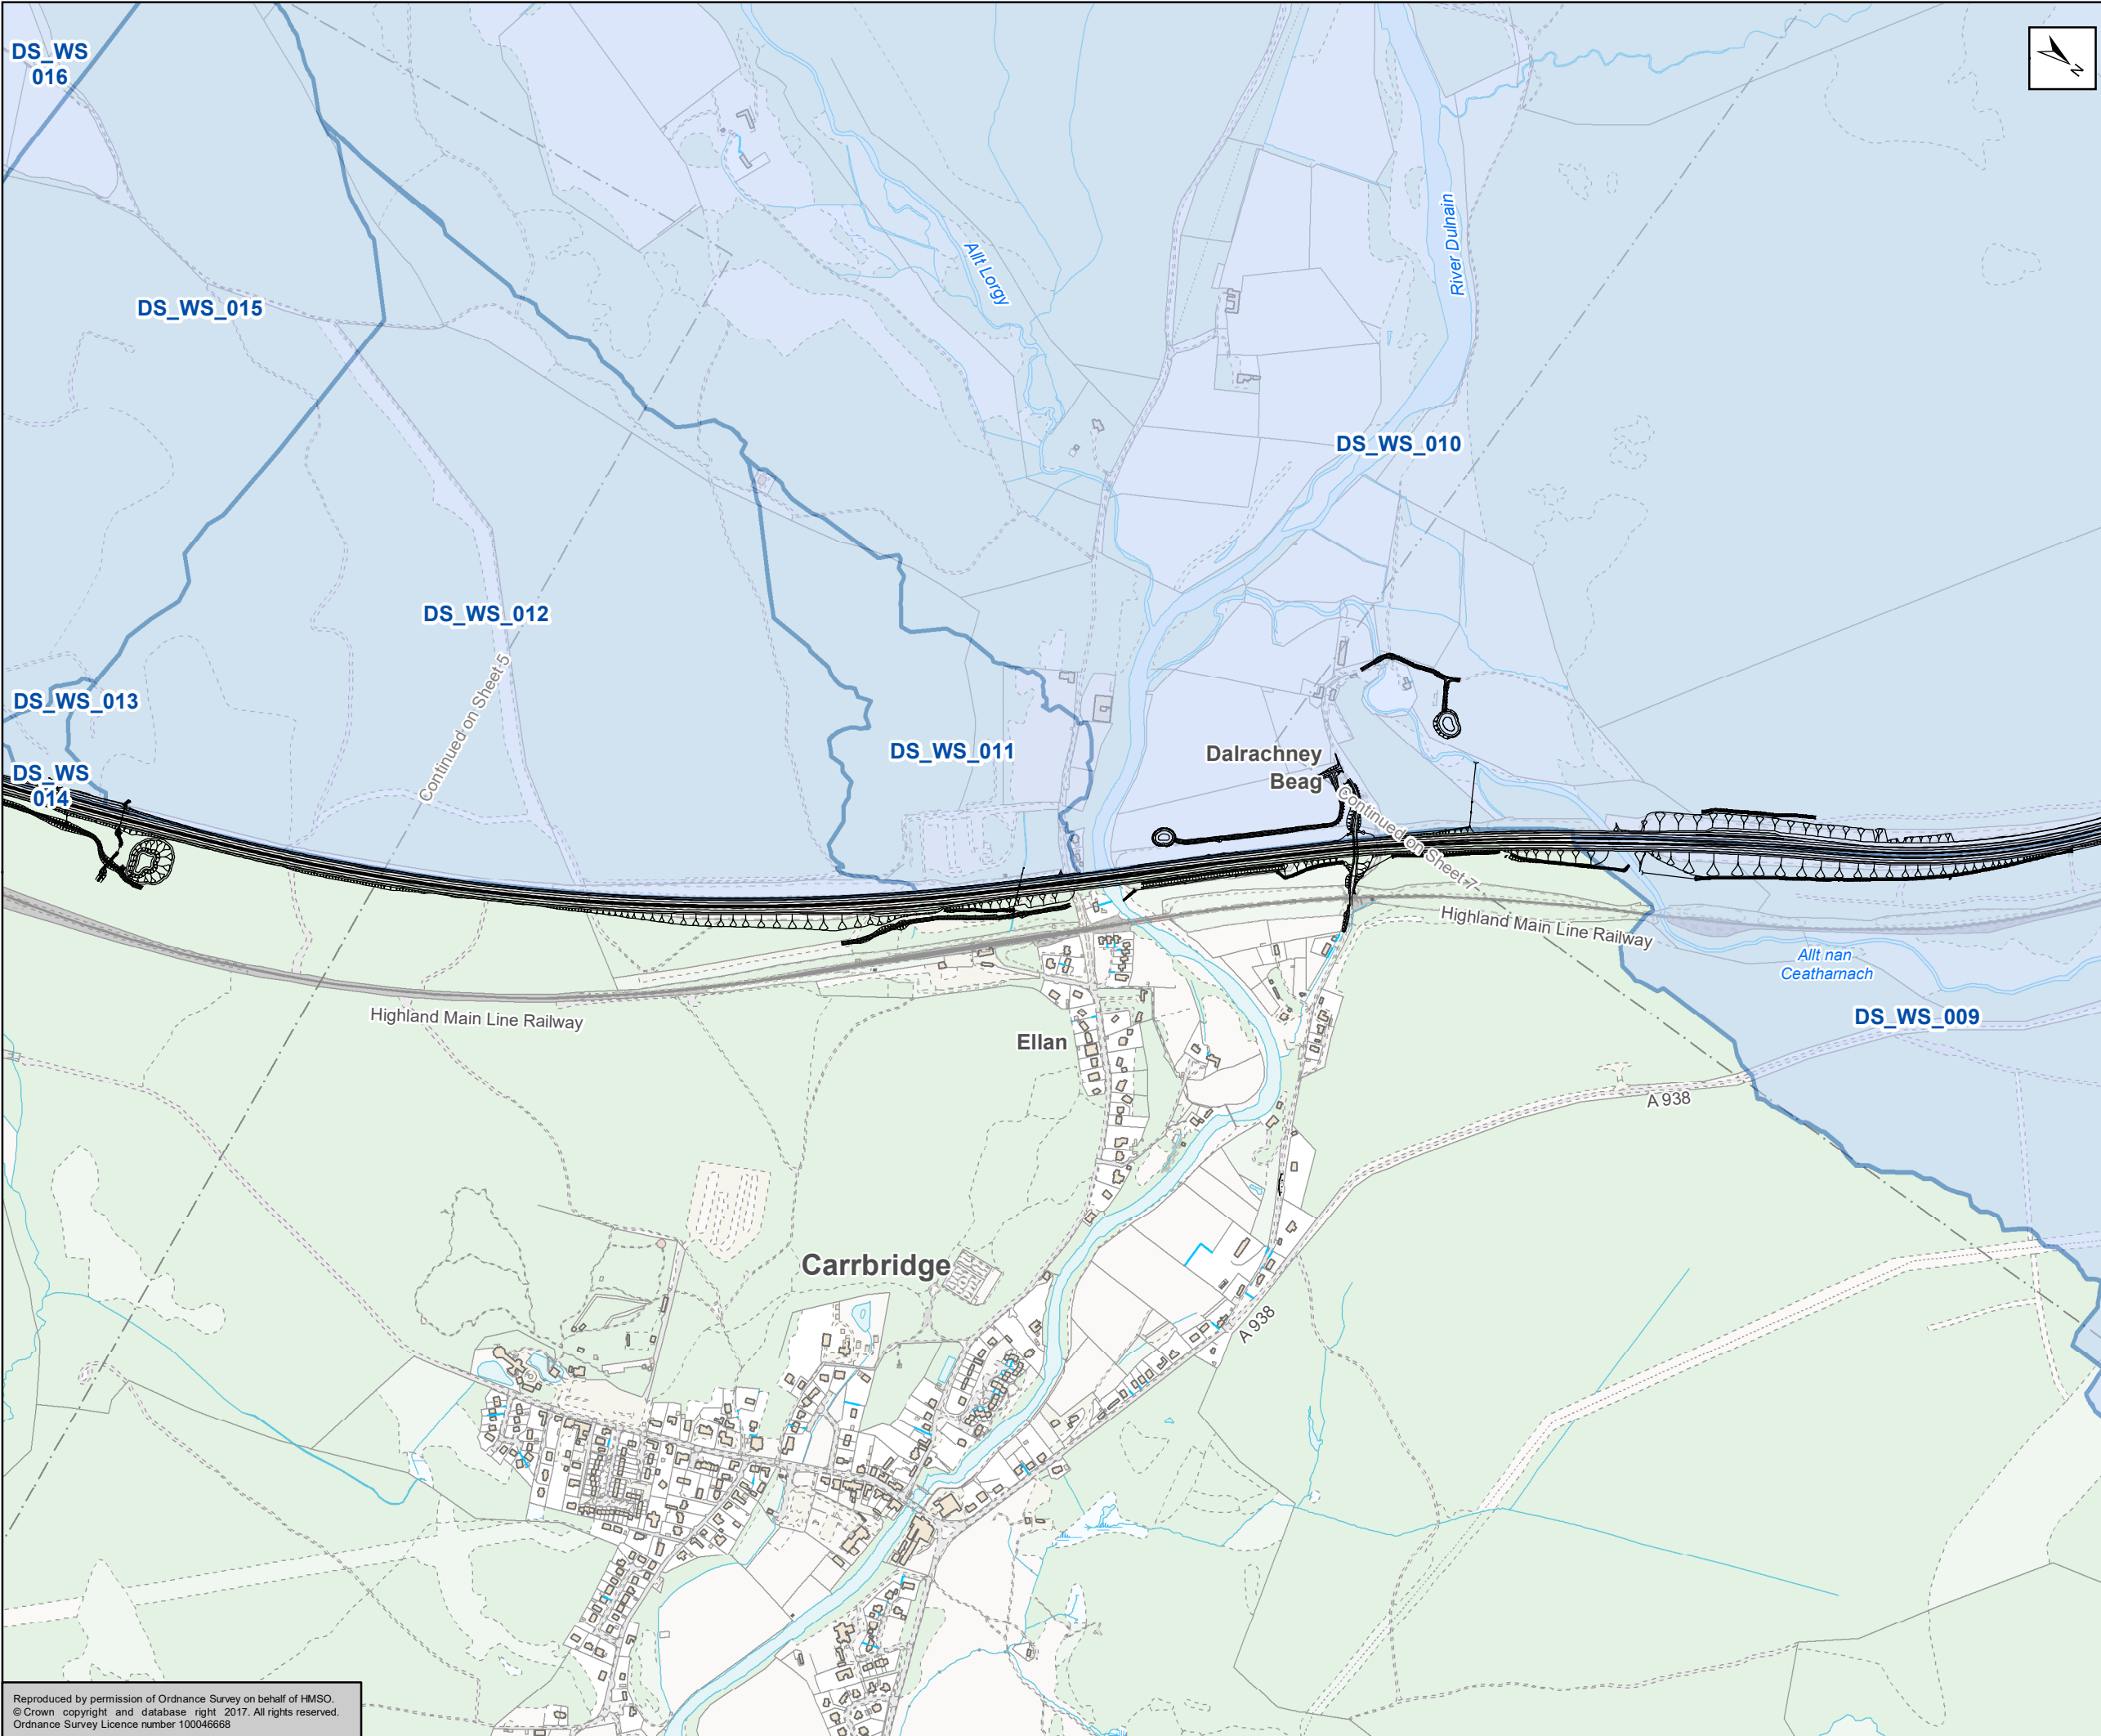 DS_WS
016
N
River Dulnain
Allt Lorgy
DS_WS_015
DS_WS_010
DS_WS_012
Continued on Sheet 5
DS_WS_013
DS_WS_011
Dalrachney
Beag
DS_WS
014
Continued on Sheet 7
Highland Main Line Railway
Allt nan
Ceatharnach
Highland Main Line Railway
DS_WS_009
Ellan
A 938
Carrbridge
A 938
Reproduced by permission of Ordnance Survey on behalf of HMSO.
© Crown copyright and database right 2017. All rights reserved.
Ordnance Survey Licence number 100046668